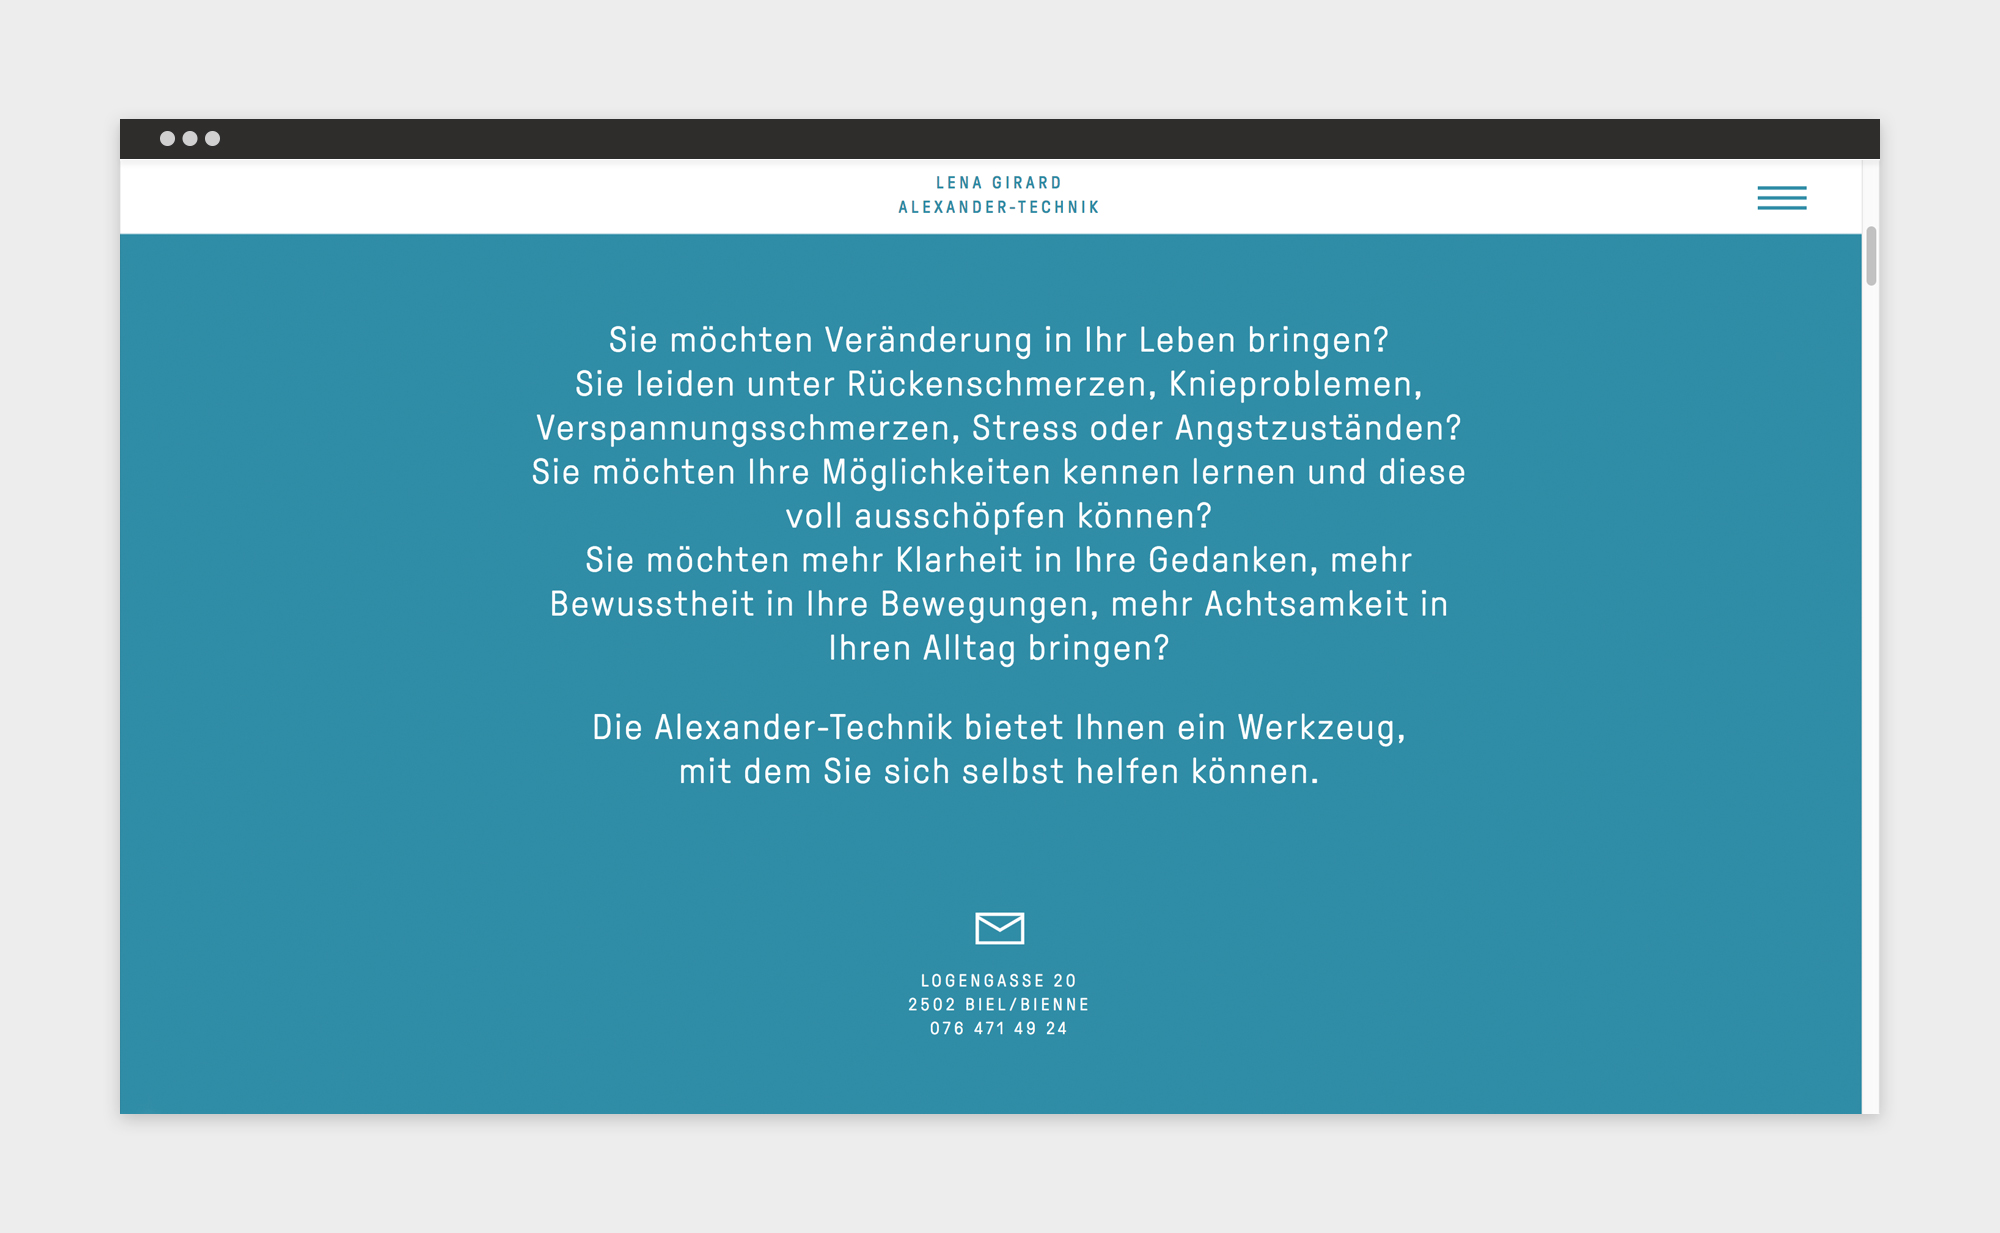 LENA GIRARD
ALEXANDER-TECHNIK
Sie möchten Veränderung in Ihr Leben bringen?
Sie leiden unter Rückenschmerzen, Knieproblemen,
Verspannungsschmerzen, Stress oder Angstzuständen?
Sie möchten Ihre Möglichkeiten kennen lernen und diese
voll ausschöpfen können?
Sie möchten mehr Klarheit in Ihre Gedanken, mehr
Bewusstheit in Ihre Bewegungen, mehr Achtsamkeit in
Ihren Alltag bringen?
Die Alexander-Technik bietet Ihnen ein Werkzeug,
mit dem Sie sich selbst helfen können.
LOGENGASSE 20
2502 BIEL/BIENNE
076 471 49 24